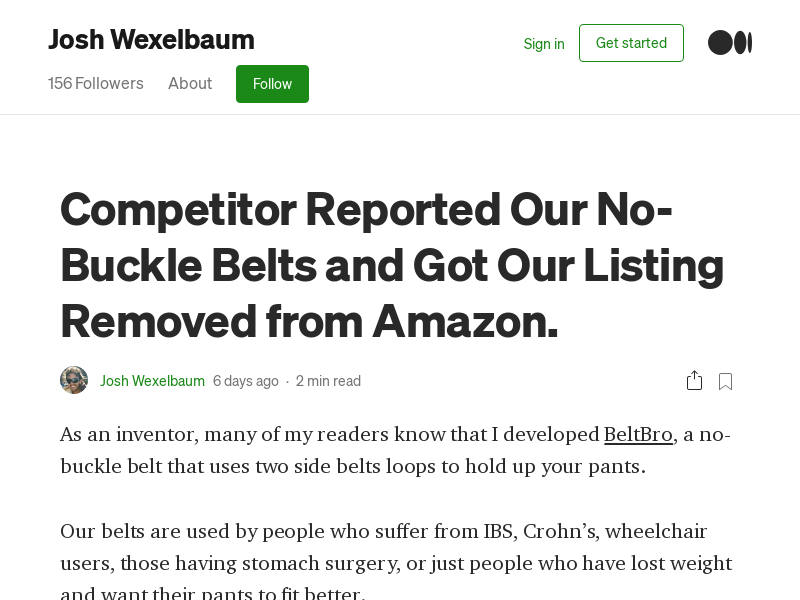 Josh Wexelbaum
Sign in
Get started
156 Followers
About
Follow
Competitor Reported Our No-
Buckle Belts and Got Our Listing
Removed from Amazon.
Josh Wexelbaum 6 days ago · 2 min read
As an inventor, many of my readers know that I developed BeltBro, a no-
buckle belt that uses two side belts loops to hold up your pants.
Our belts are used by people who suffer from IBS, Crohn’s, wheelchair
users, those having stomach surgery, or just people who have lost weight
and want their pants to fit better.